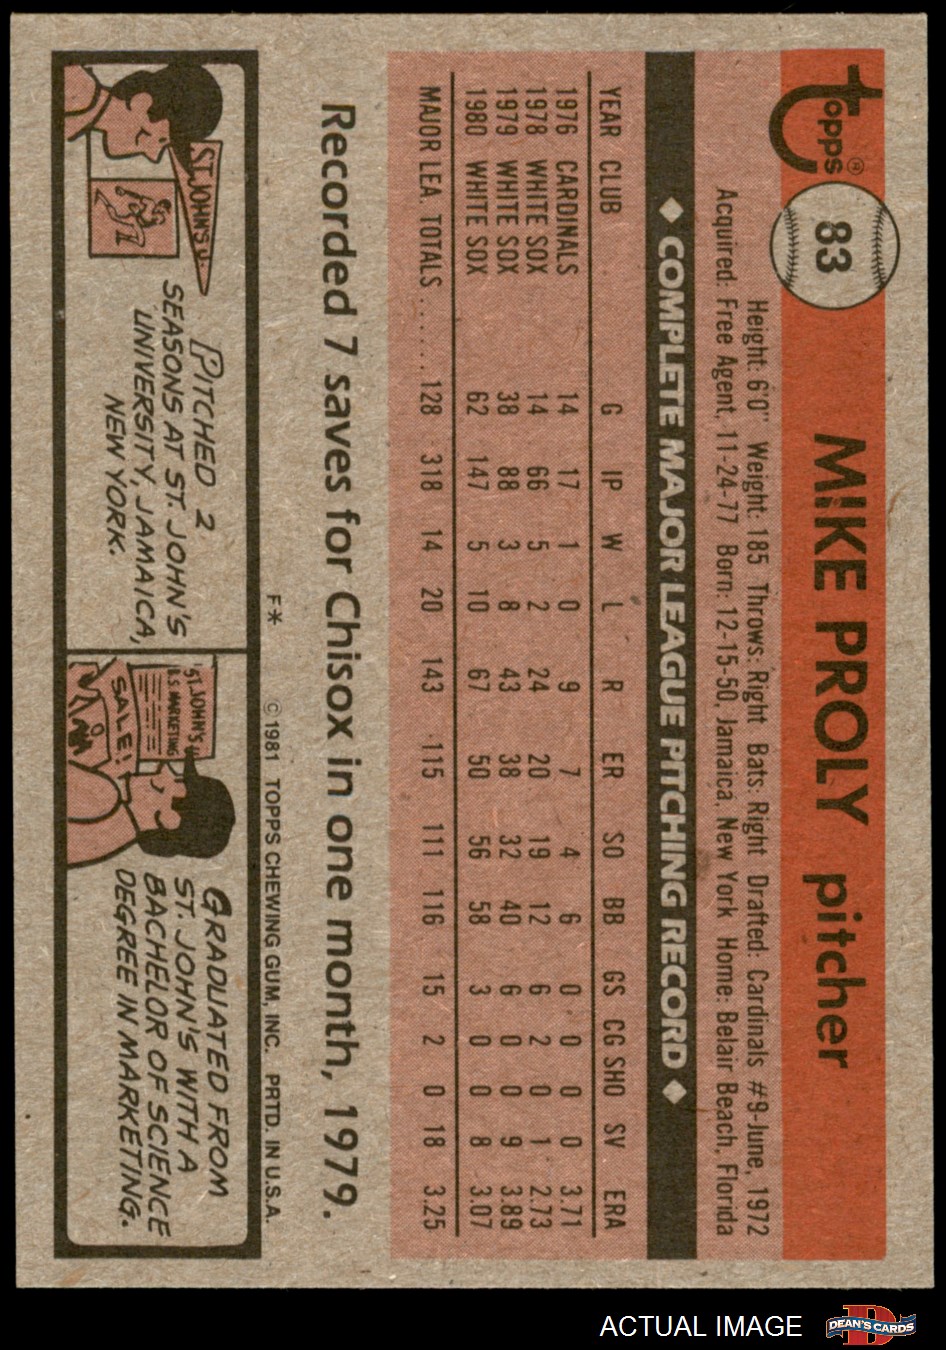 Topps®
83
MIKE PROLY pitcher
Height: 6'0" Weight: 185 Throws: Right Bats: Right Drafted: Cardinals #9-June, 1972
Acquired: Free Agent, 11-24-77 Born: 12-15-50, Jamaica, New York Home: Belair Beach, Florida
◆ COMPLETE MAJOR LEAGUE PITCHING RECORD ◆
YEAR CLUB G IP W L R ER SO BB GS CG SHO SV ERA
1976 CARDINALS 14 17 1 0 9 7 4 6 0 0 0 0 3.71
1978 WHITE SOX 14 66 5 2 24 20 19 12 6 2 0 1 2.73
1979 WHITE SOX 38 88 3 8 43 38 32 40 6 0 0 9 3.89
1980 WHITE SOX 62 147 5 10 67 50 56 58 3 0 0 8 3.07
MAJOR LEA. TOTALS ....... 128 318 14 20 143 115 111 116 15 2 0 18 3.25
Recorded 7 saves for Chisox in one month, 1979.
F* ©1981 TOPPS CHEWING GUM, INC. PRTD. IN U.S.A.
ST. JOHN'S U.
PITCHED 2
SEASONS AT ST. JOHN'S
UNIVERSITY, JAMAICA,
NEW YORK.
ST. JOHN'S U.
B.S. MARKETING
SALE!
GRADUATED FROM
ST. JOHN'S WITH A
BACHELOR OF SCIENCE
DEGREE IN MARKETING.
ACTUAL IMAGE
D
DEAN'S CARDS